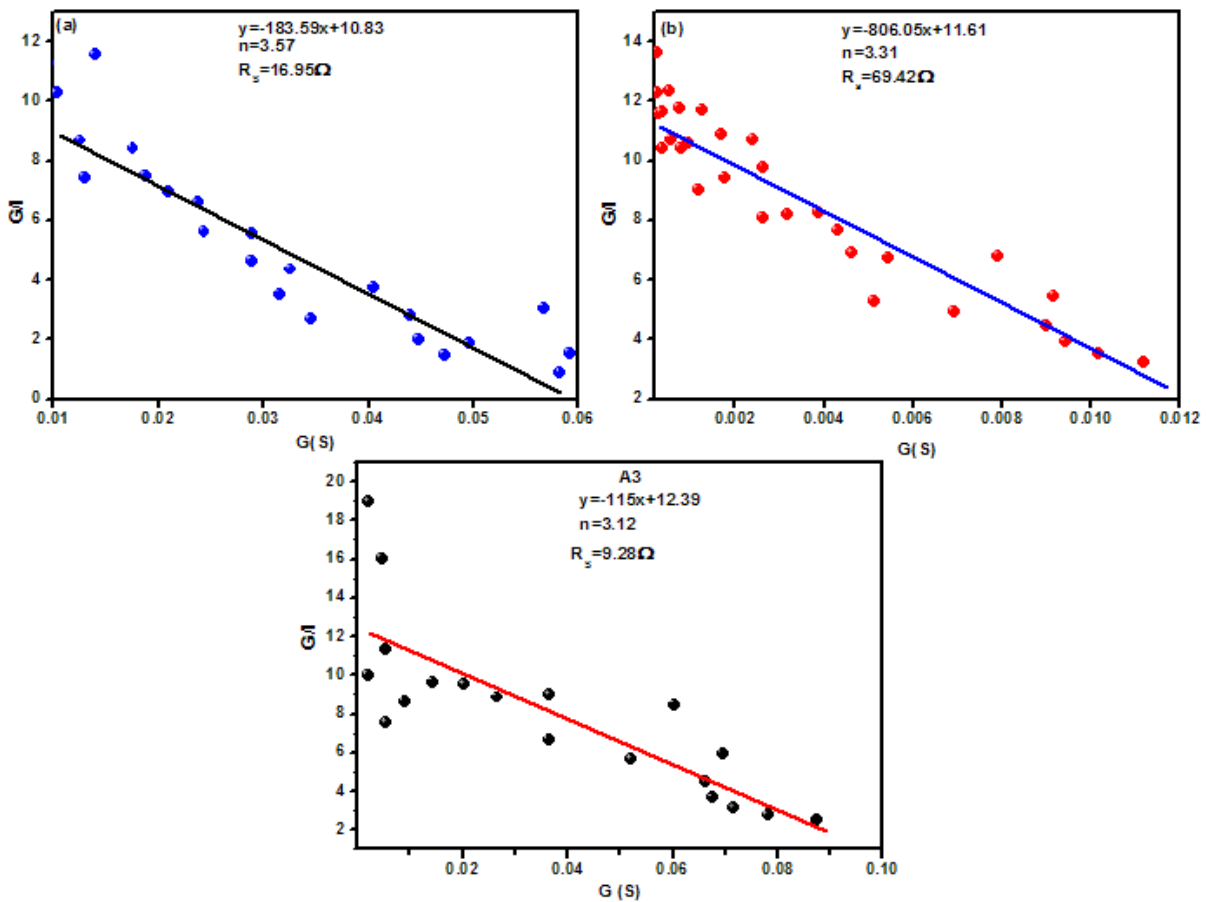 (a)
y=-183.59x+10.83
n=3.57
Rs=16.95Ω
12
10
8
6
4
2
0
G/I
0.01 0.02 0.03 0.04 0.05 0.06
G( S)
(b)
y=-806.05x+11.61
n=3.31
Rs=69.42Ω
14
12
10
8
6
4
2
G/I
0.002 0.004 0.006 0.008 0.010 0.012
G( S)
A3
y=-115x+12.39
n=3.12
Rs=9.28Ω
20
18
16
14
12
10
8
6
4
2
G/I
0.02 0.04 0.06 0.08 0.10
G (S)